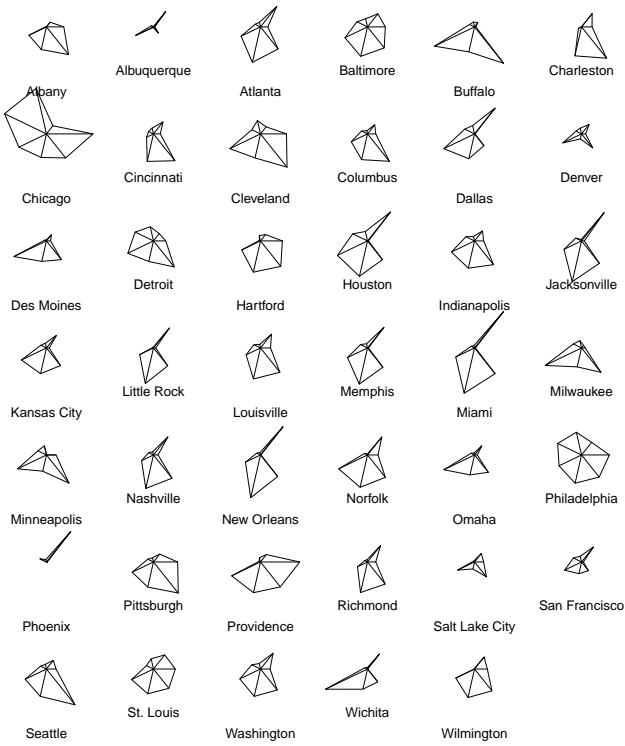 Albany
Albuquerque
Atlanta
Baltimore
Buffalo
Charleston
Chicago
Cincinnati
Cleveland
Columbus
Dallas
Denver
Des Moines
Detroit
Hartford
Houston
Indianapolis
Jacksonville
Kansas City
Little Rock
Louisville
Memphis
Miami
Milwaukee
Minneapolis
Nashville
New Orleans
Norfolk
Omaha
Philadelphia
Phoenix
Pittsburgh
Providence
Richmond
Salt Lake City
San Francisco
Seattle
St. Louis
Washington
Wichita
Wilmington